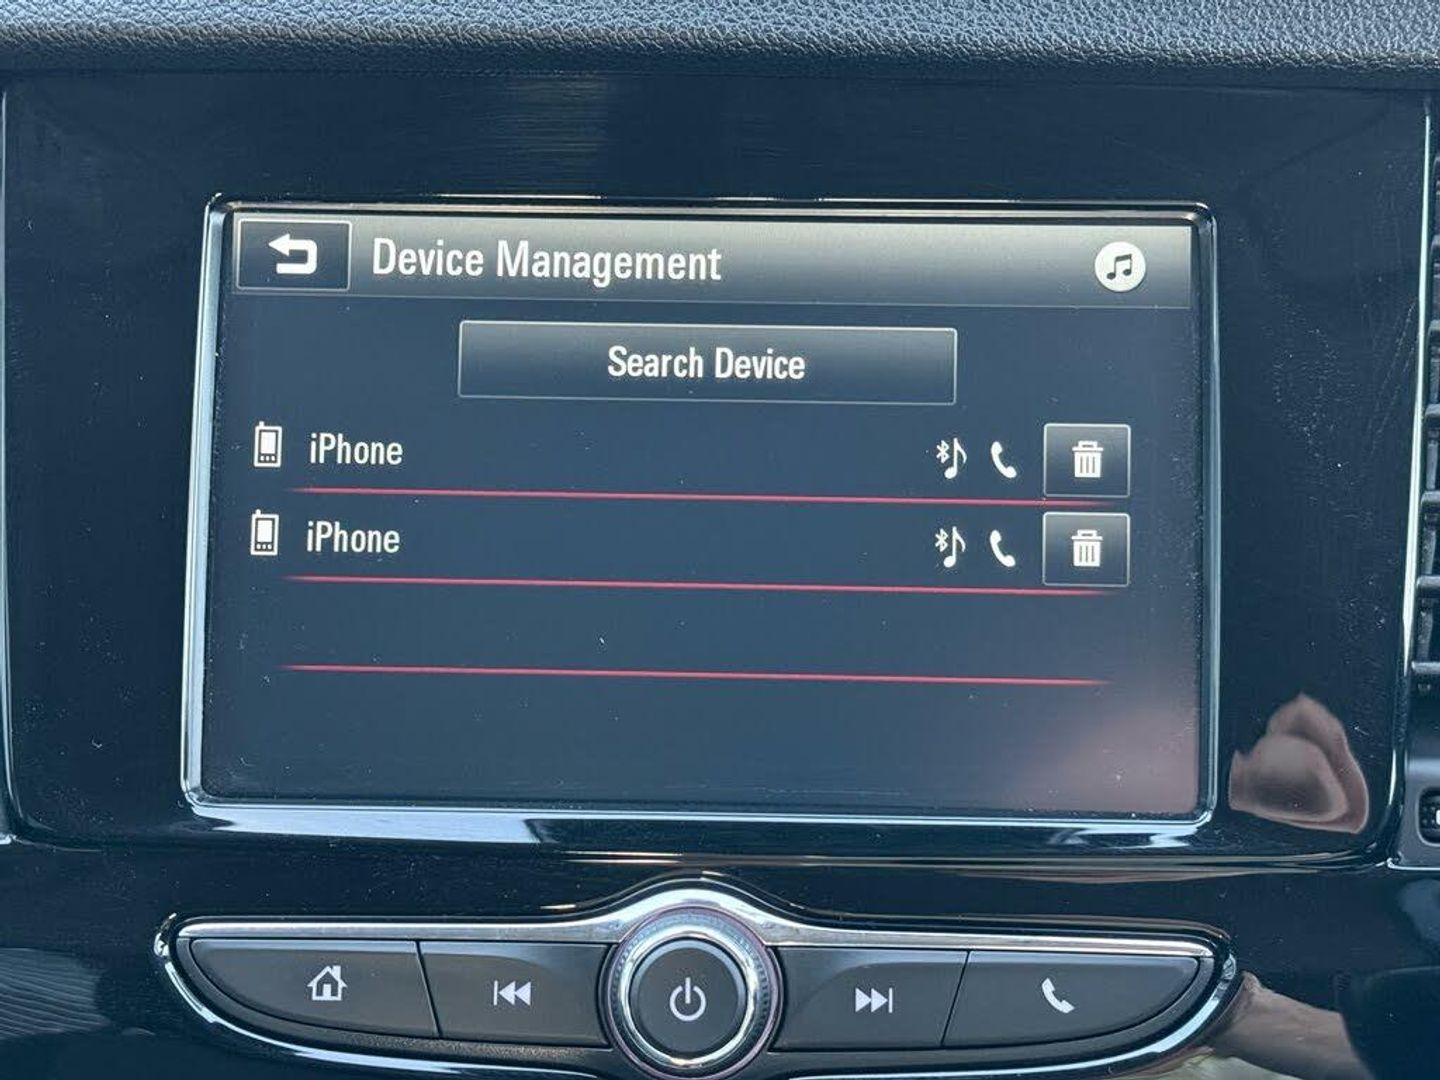 Device Management
Search Device
iPhone
iPhone